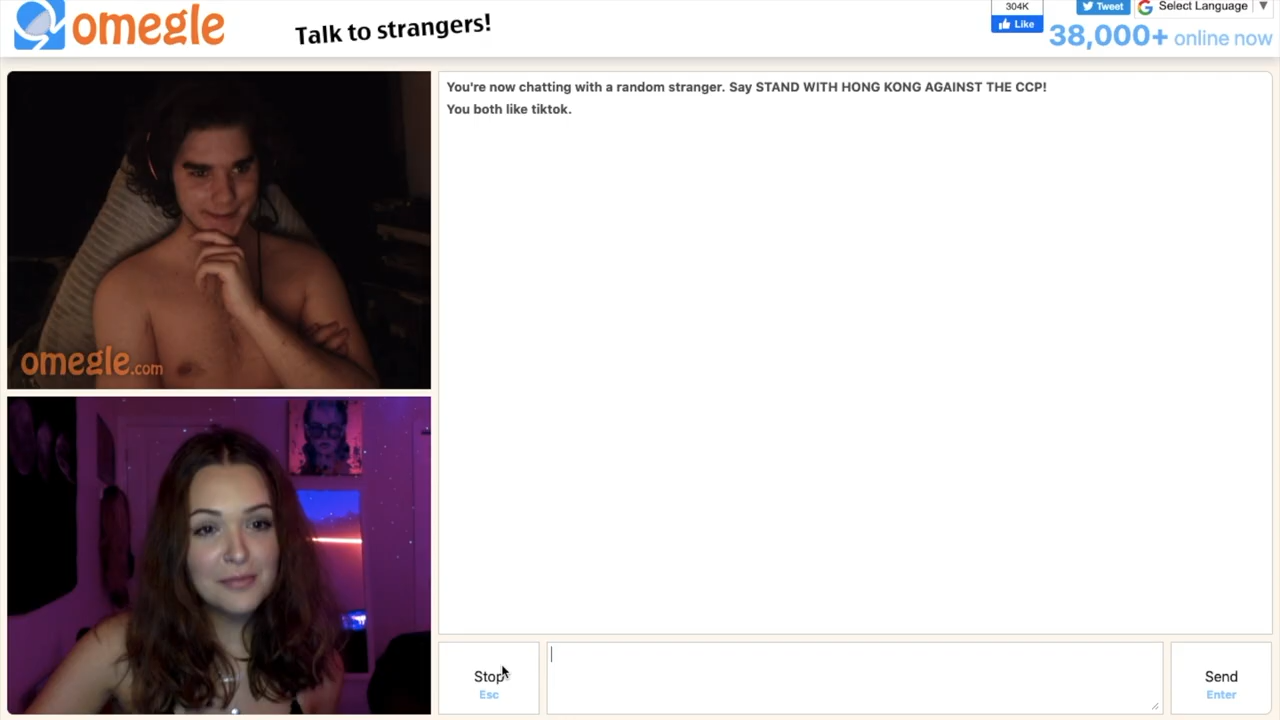 omegle
Talk to strangers!
304K
Like
Tweet
Select Language
38,000+ online now
You're now chatting with a random stranger. Say STAND WITH HONG KONG AGAINST THE CCP!
You both like tiktok.
omegle.com
Stop
Esc
Send
Enter